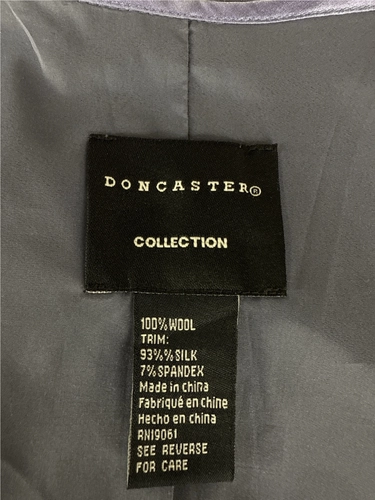 DONCASTER®
COLLECTION
100% WOOL
TRIM:
93%% SILK
7% SPANDEX
Made in china
Fabriqué en chine
Hecho en china
RN19061
SEE REVERSE
FOR CARE